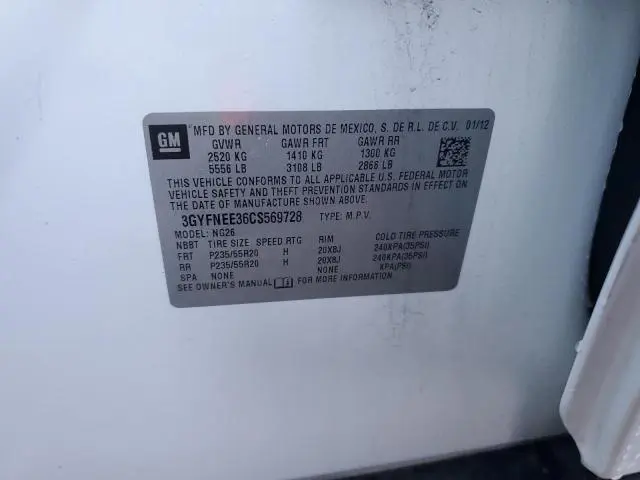 GM
MFD BY GENERAL MOTORS DE MEXICO, S. DE R.L. DE C.V. 01/12
GVWR GAWR FRT GAWR RR
2520 KG 1410 KG 1300 KG
5556 LB 3108 LB 2866 LB
THIS VEHICLE CONFORMS TO ALL APPLICABLE U.S. FEDERAL MOTOR
VEHICLE SAFETY AND THEFT PREVENTION STANDARDS IN EFFECT ON
THE DATE OF MANUFACTURE SHOWN ABOVE.
3GYFNEE36CS569728 TYPE: M.P.V.
MODEL: NG26
NBBT TIRE SIZE SPEED RTG RIM COLD TIRE PRESSURE
FRT P235/55R20 H 20X8J 240KPA(35PSI)
RR P235/55R20 H 20X8J 240KPA(35PSI)
SPA NONE NONE KPA(PSI)
SEE OWNER'S MANUAL FOR MORE INFORMATION.